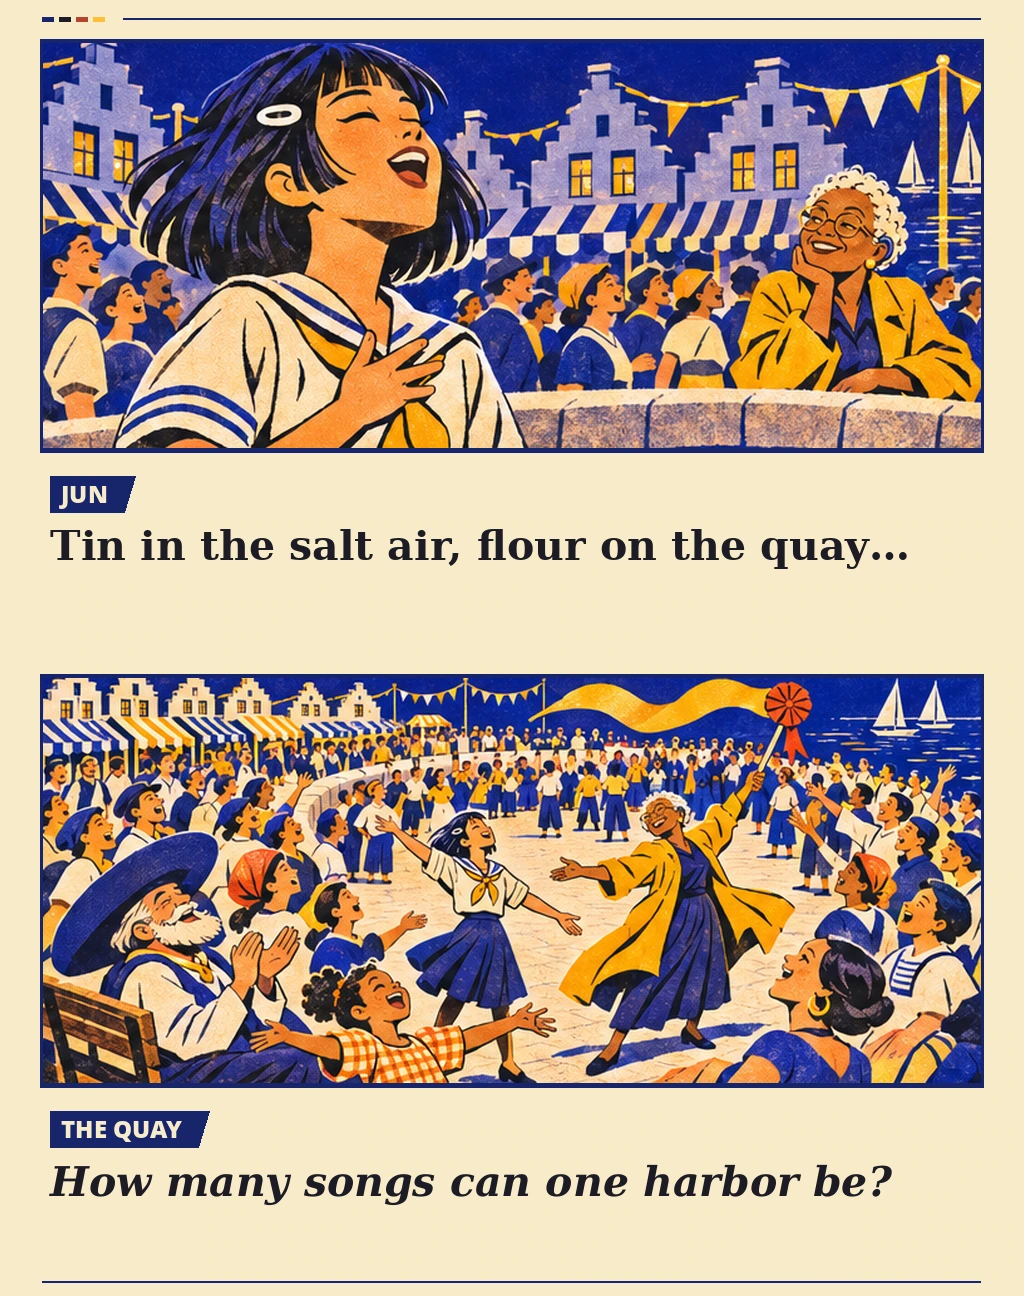 JUN
Tin in the salt air, flour on the quay...
THE QUAY
How many songs can one harbor be?